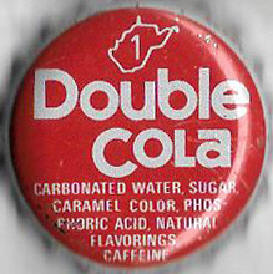 1
Double
Cola
CARBONATED WATER, SUGAR,
CARAMEL COLOR, PHOS-
PHORIC ACID, NATURAL
FLAVORINGS,
CAFFEINE